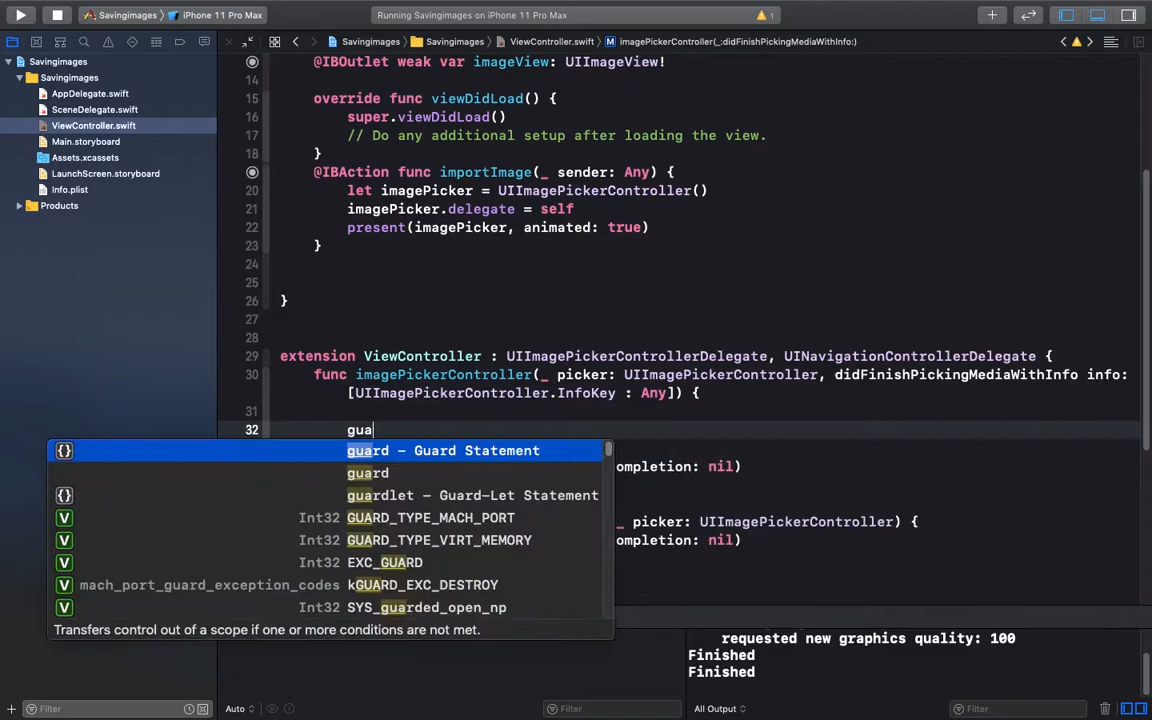 Savingimages › iPhone 11 Pro Max
Running Savingimages on iPhone 11 Pro Max
1
Savingimages › Savingimages › ViewController.swift › M imagePickerController(_:didFinishPickingMediaWithInfo:)
Savingimages
Savingimages
AppDelegate.swift
SceneDelegate.swift
ViewController.swift
Main.storyboard
Assets.xcassets
LaunchScreen.storyboard
Info.plist
Products
@IBOutlet weak var imageView: UIImageView!
14
15 override func viewDidLoad() {
16 super.viewDidLoad()
17 // Do any additional setup after loading the view.
18 }
@IBAction func importImage(_ sender: Any) {
20 let imagePicker = UIImagePickerController()
21 imagePicker.delegate = self
22 present(imagePicker, animated: true)
23 }
24
25
26 }
27
28
29 extension ViewController : UIImagePickerControllerDelegate, UINavigationControllerDelegate {
30 func imagePickerController(_ picker: UIImagePickerController, didFinishPickingMediaWithInfo info:
[UIImagePickerController.InfoKey : Any]) {
31
32 gua
{} guard – Guard Statement
guard
{} guardlet – Guard-Let Statement
V Int32 GUARD_TYPE_MACH_PORT
V Int32 GUARD_TYPE_VIRT_MEMORY
V Int32 EXC_GUARD
V mach_port_guard_exception_codes kGUARD_EXC_DESTROY
V Int32 SYS_guarded_open_np
Transfers control out of a scope if one or more conditions are not met.
ompletion: nil)
_ picker: UIImagePickerController) {
ompletion: nil)
requested new graphics quality: 100
Finished
Finished
Filter
Auto
Filter
All Output
Filter